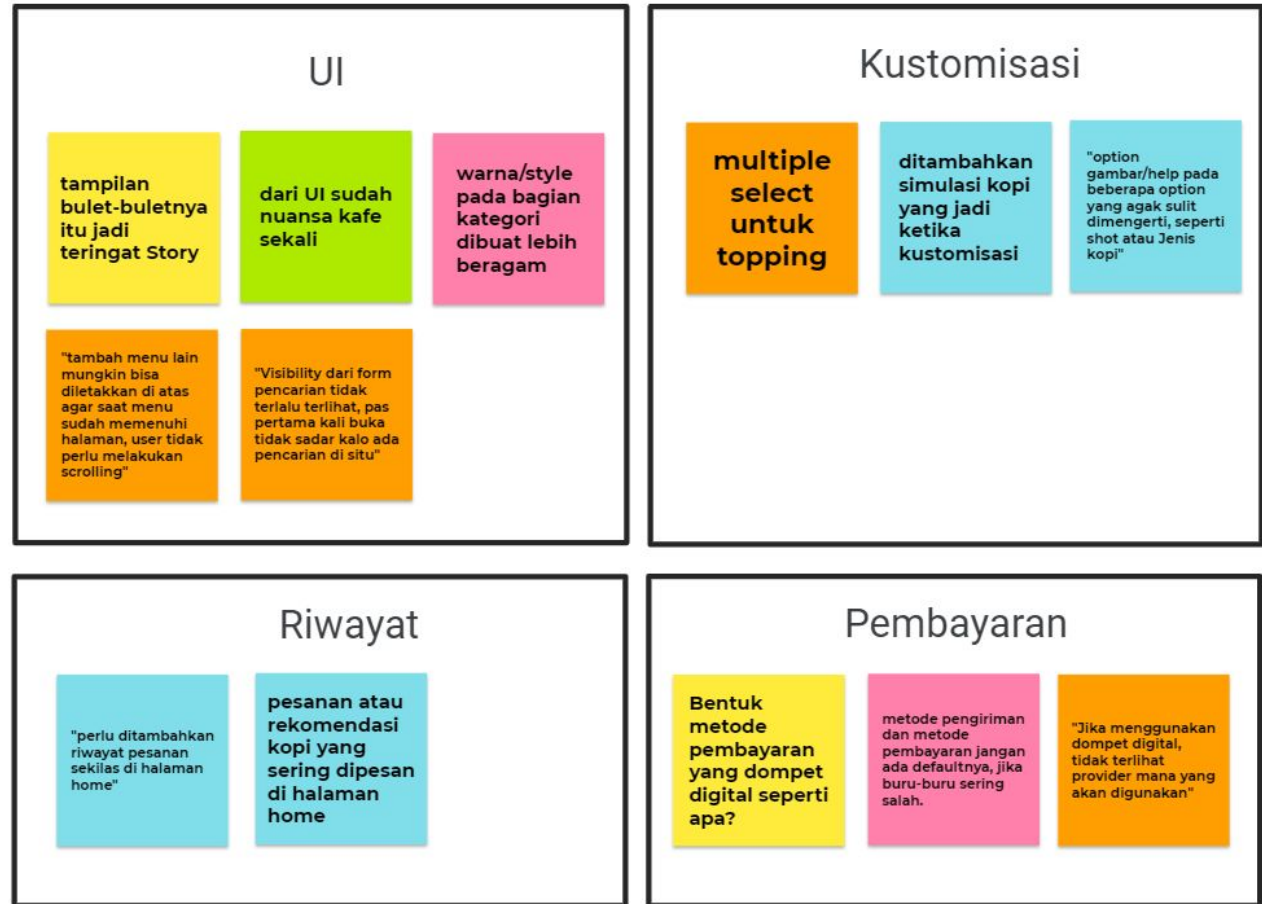 UI
tampilan
bulet-buletnya
itu jadi
teringat Story
dari UI sudah
nuansa kafe
sekali
warna/style
pada bagian
kategori
dibuat lebih
beragam
"tambah menu lain
mungkin bisa
diletakkan di atas
agar saat menu
sudah memenuhi
halaman, user tidak
perlu melakukan
scrolling"
"Visibility dari form
pencarian tidak
terlalu terlihat, pas
pertama kali buka
tidak sadar kalo ada
pencarian di situ"
Kustomisasi
multiple
select
untuk
topping
ditambahkan
simulasi kopi
yang jadi
ketika
kustomisasi
"option
gambar/help pada
beberapa option
yang agak sulit
dimengerti, seperti
shot atau Jenis
kopi"
Riwayat
"perlu ditambahkan
riwayat pesanan
sekilas di halaman
home"
pesanan atau
rekomendasi
kopi yang
sering dipesan
di halaman
home
Pembayaran
Bentuk
metode
pembayaran
yang dompet
digital seperti
apa?
metode pengiriman
dan metode
pembayaran jangan
ada defaultnya, jika
buru-buru sering
salah.
"Jika menggunakan
dompet digital,
tidak terlihat
provider mana yang
akan digunakan"